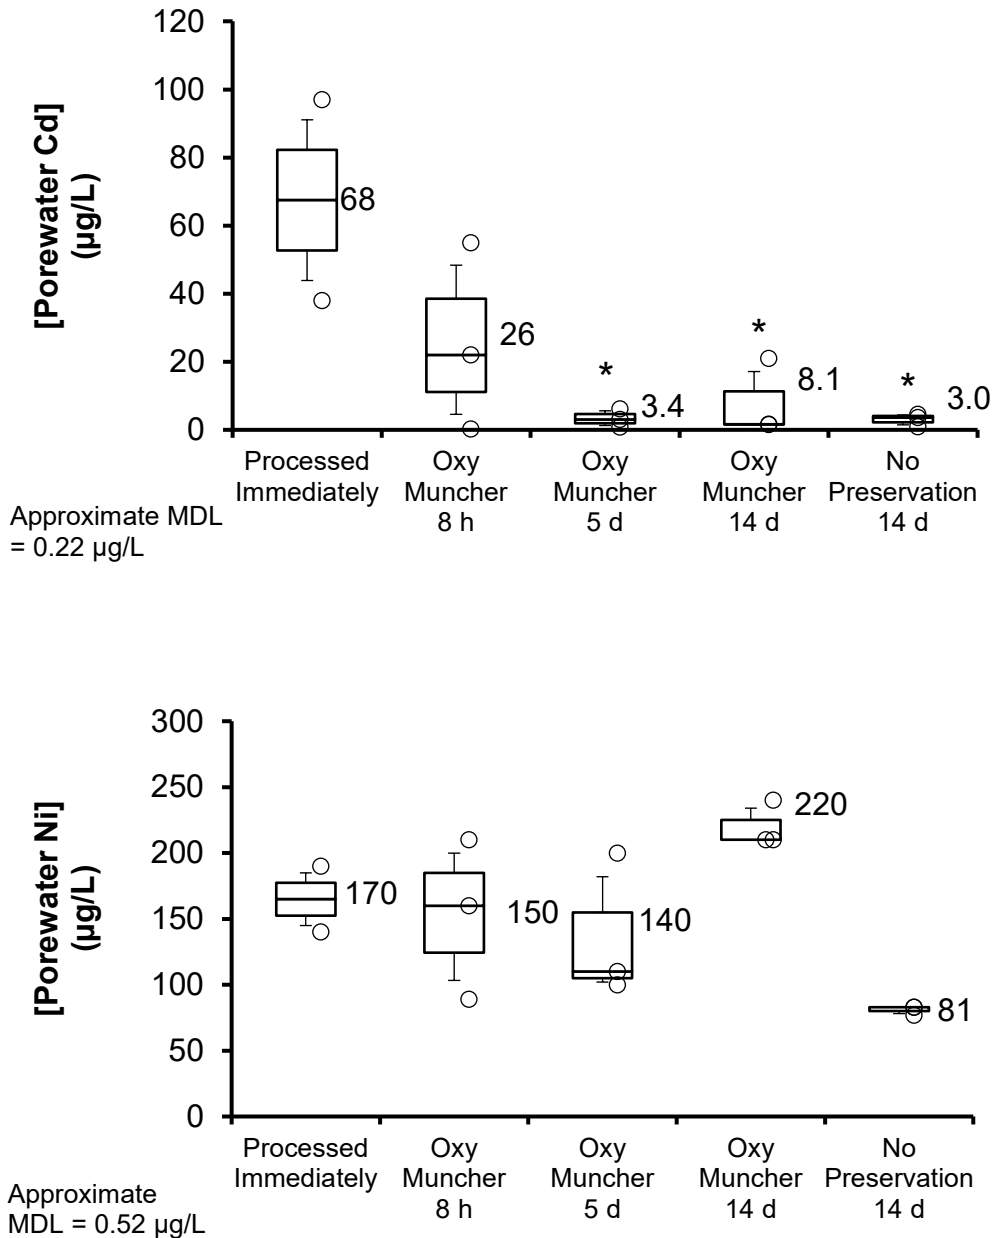 120
100
80
60
40
20
0
[Porewater Cd]
(µg/L)
68
26
*
3.4
*
8.1
*
3.0
Processed
Immediately
Oxy
Muncher
8 h
Oxy
Muncher
5 d
Oxy
Muncher
14 d
No
Preservation
14 d
Approximate MDL
= 0.22 µg/L
300
250
200
150
100
50
0
[Porewater Ni]
(µg/L)
170
150
140
220
81
Processed
Immediately
Oxy
Muncher
8 h
Oxy
Muncher
5 d
Oxy
Muncher
14 d
No
Preservation
14 d
Approximate
MDL = 0.52 µg/L